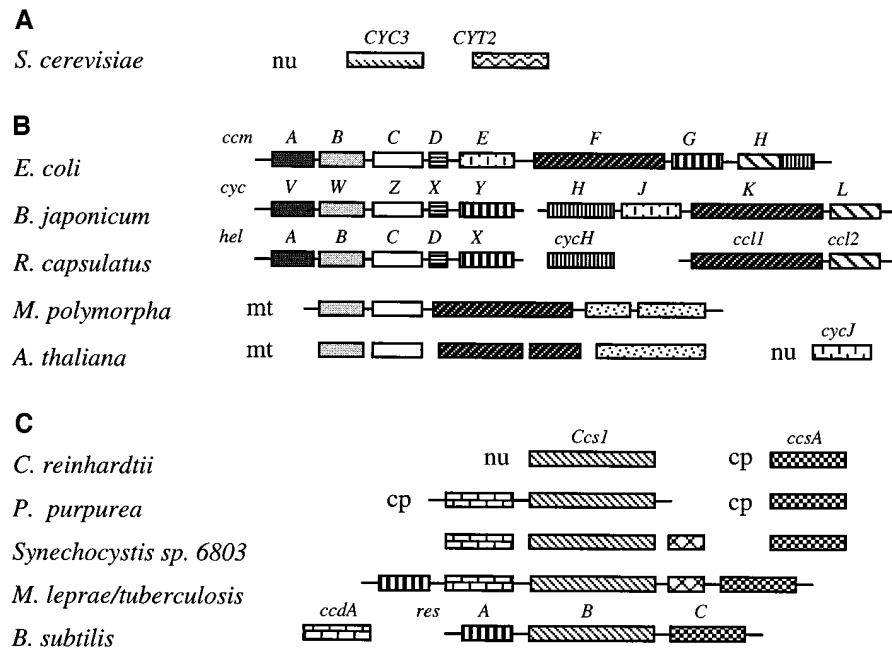 A
CYC3 CYT2
S. cerevisiae nu
B
ccm A B C D E F G H
E. coli
cyc V W Z X Y H J K L
B. japonicum
hel A B C D X cycH ccl1 ccl2
R. capsulatus
M. polymorpha mt
cycJ
A. thaliana mt nu
C
Ccs1 ccsA
C. reinhardtii nu cp
P. purpurea cp cp
Synechocystis sp. 6803
M. leprae/tuberculosis
ccdA res A B C
B. subtilis